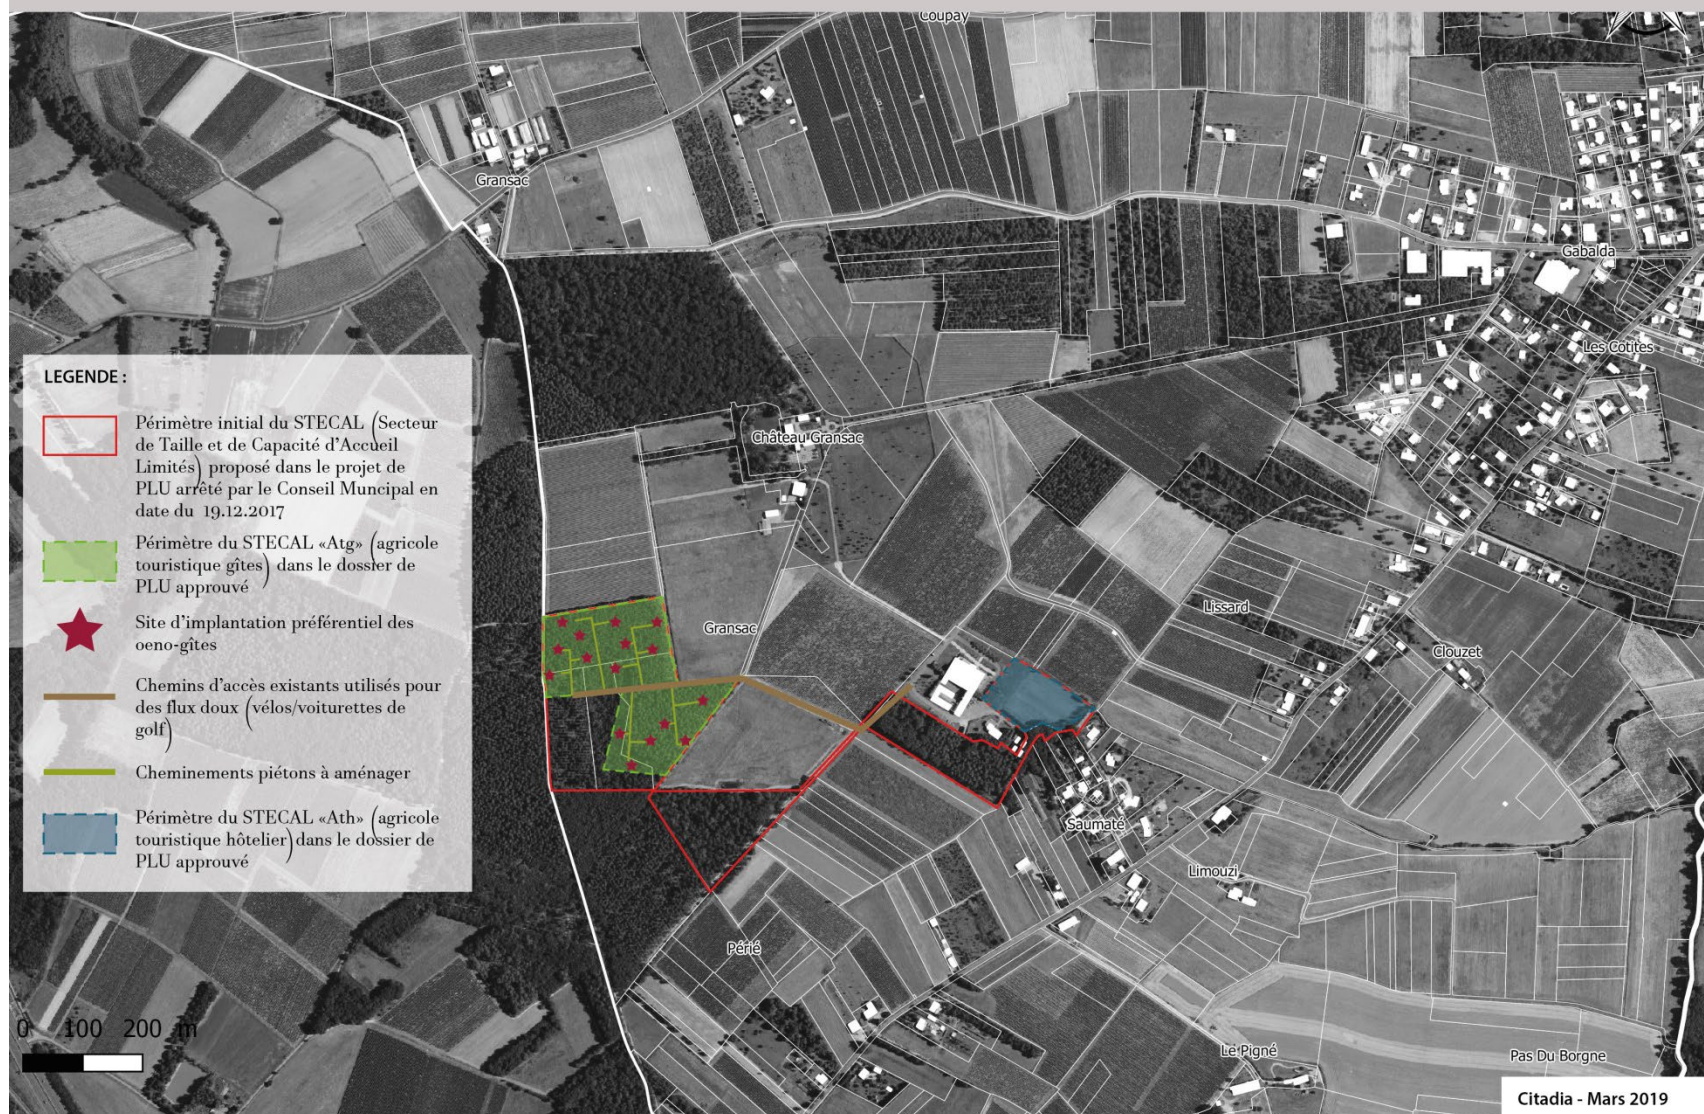 Coupay
Gransac
Gabalda
Les Cotites
Château Gransac
Gransac
Lissard
Clouzet
Saumaté
Limouzi
Périé
Le Pigné
Pas Du Borgne
LEGENDE :
Périmètre initial du STECAL (Secteur
de Taille et de Capacité d'Accueil
Limités) proposé dans le projet de
PLU arrêté par le Conseil Muncipal en
date du 19.12.2017
Périmètre du STECAL «Atg» (agricole
touristique gîtes) dans le dossier de
PLU approuvé
Site d'implantation préférentiel des
oeno-gîtes
Chemins d'accès existants utilisés pour
des flux doux (vélos/voiturettes de
golf)
Cheminements piétons à aménager
Périmètre du STECAL «Ath» (agricole
touristique hôtelier) dans le dossier de
PLU approuvé
0 100 200 m
Citadia - Mars 2019